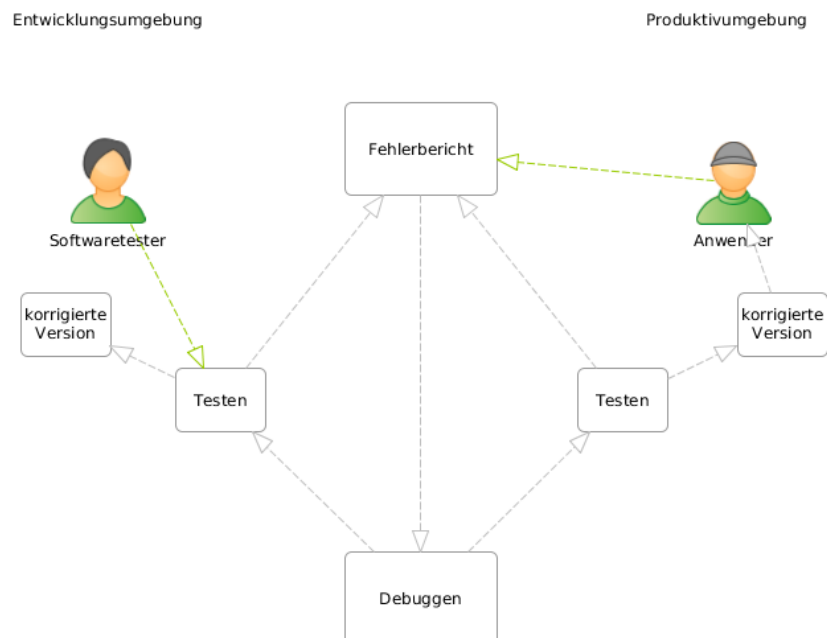 Entwicklungsumgebung
Produktivumgebung
Fehlerbericht
Softwaretester
Anwender
korrigierte
Version
korrigierte
Version
Testen
Testen
Debuggen